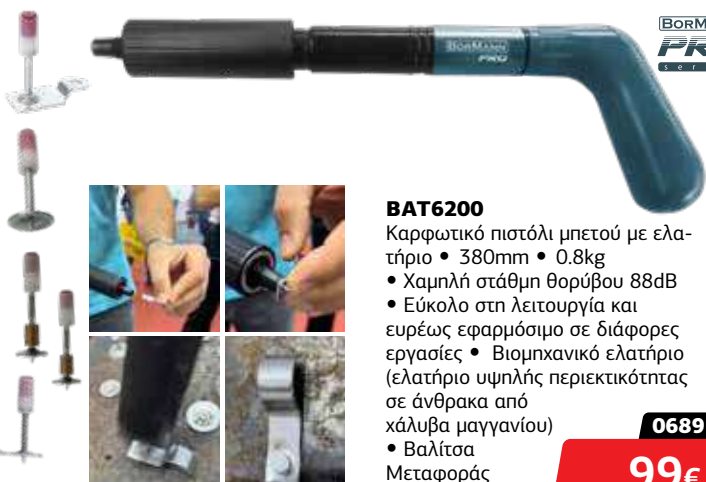 BORMANN
PRO
BAT6200
Καρφωτικό πιστόλι μπετού με ελα-
τήριο • 380mm • 0.8kg
• Χαμηλή στάθμη θορύβου 88dB
• Εύκολο στη λειτουργία και
ευρέως εφαρμόσιμο σε διάφορες
εργασίες • Βιομηχανικό ελατήριο
(ελατήριο υψηλής περιεκτικότητας
σε άνθρακα από
χάλυβα μαγγανίου)
• Βαλίτσα
Μεταφοράς
0689
99€